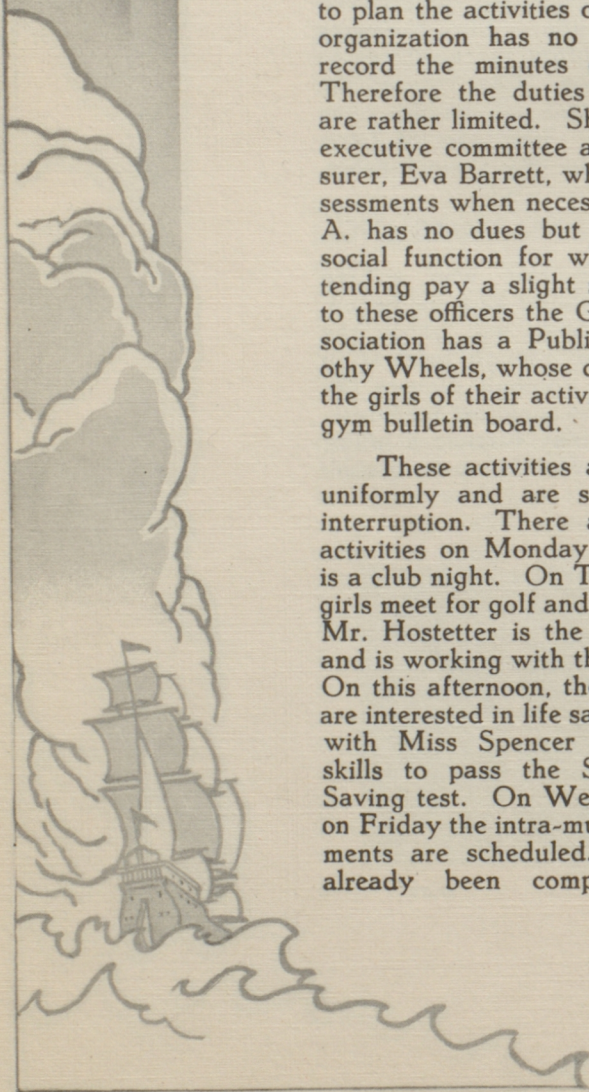 to plan the activities
organization has no
record the minutes
Therefore the duties
are rather limited. Sh
executive committee a
surer, Eva Barrett, wh
sessments when neces
A. has no dues but
social function for w
tending pay a slight
to these officers the G
sociation has a Publi
othy Wheels, whose
the girls of their activ
gym bulletin board.
These activities a
uniformly and are s
interruption. There a
activities on Monday
is a club night. On T
girls meet for golf and
Mr. Hostetter is the
and is working with th
On this afternoon, th
are interested in life sa
with Miss Spencer
skills to pass the S
Saving test. On We
on Friday the intra-mu
ments are scheduled.
already been comp